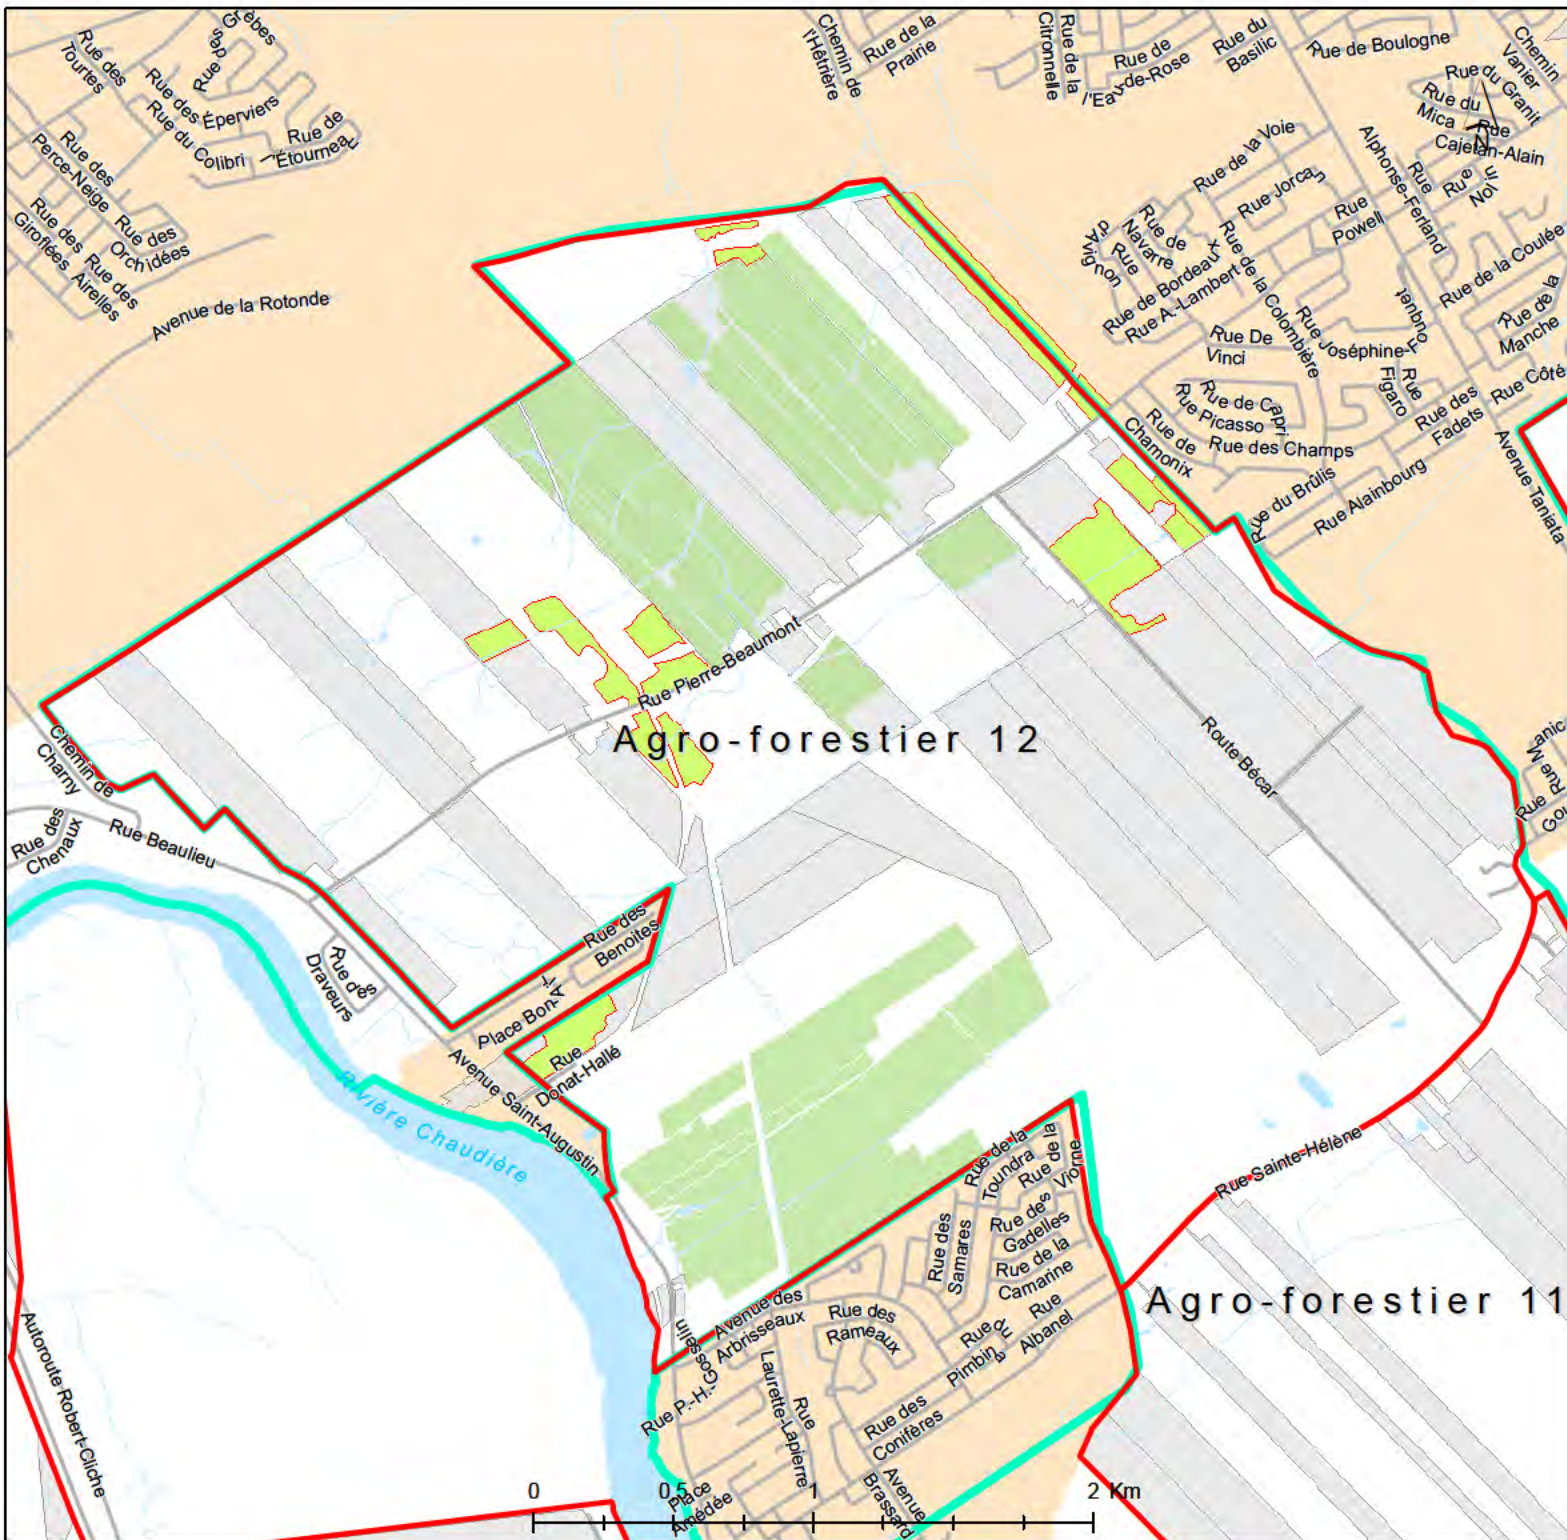 Rue des
Tourtes
Rue des
Grèbes
Rue des
Éperviers
Rue du Colibri
Rue de
l'Étourneau
Rue des
Perce-Neige
Rue des
Orchidées
Rue des
Giroflées
Rue des
Airelles
Avenue de la Rotonde
Chemin de
l'Hêtrière
Rue de la
Prairie
Rue de la
Citronnelle
Rue de
l'Eau-de-Rose
Rue du
Basilic
Rue de Boulogne
Chemin
Vanier
Rue du Granit
Rue du
Mica
Rue
Cajetan-Alain
N
Rue
Noël
Alphonse-Ferland
Rue
Rue de la Voie
Rue Jorcan
Rue
Powell
Rue
d'Avignon
Rue de
Navarre
Rue de Bordeaux
Rue A.-Lambert
Rue de la Colombière
Rue de la Coulée
Rue de la
Manche
Rue Joséphine-Fouquet
Rue De
Vinci
Rue
Figaro
Rue des
Fadets
Rue Côté
Rue de Capri
Rue Picasso
Rue des Champs
Rue de
Chamonix
Rue du Brûlis
Rue Alainbourg
Avenue Taniata
Rue Pierre-Beaumont
Agro-forestier 12
Route Bécar
Rue Manic
Rue
Chemin de
Charny
Rue des
Chenaux
Rue Beaulieu
Rue des
Draveurs
Rue des
Benoites
Place Bon-Air
Rue
Donat-Hallé
Avenue Saint-Augustin
Rivière Chaudière
Rue Sainte-Hélène
Rue de la
Toundra
Rue de la
Viorne
Rue des
Samares
Rue des
Gadelles
Rue de la
Camarine
Agro-forestier 11
Avenue des
Arbrisseaux
Rue des
Rameaux
Rue du
Pimbina
Rue
Albanel
Rue P.-H.-Gosselin
Rue
Laurette-Lapierre
Rue des
Conifères
Avenue
Brassard
Place
Amédée
Autoroute Robert-Cliche
0 0,5 1 2 Km